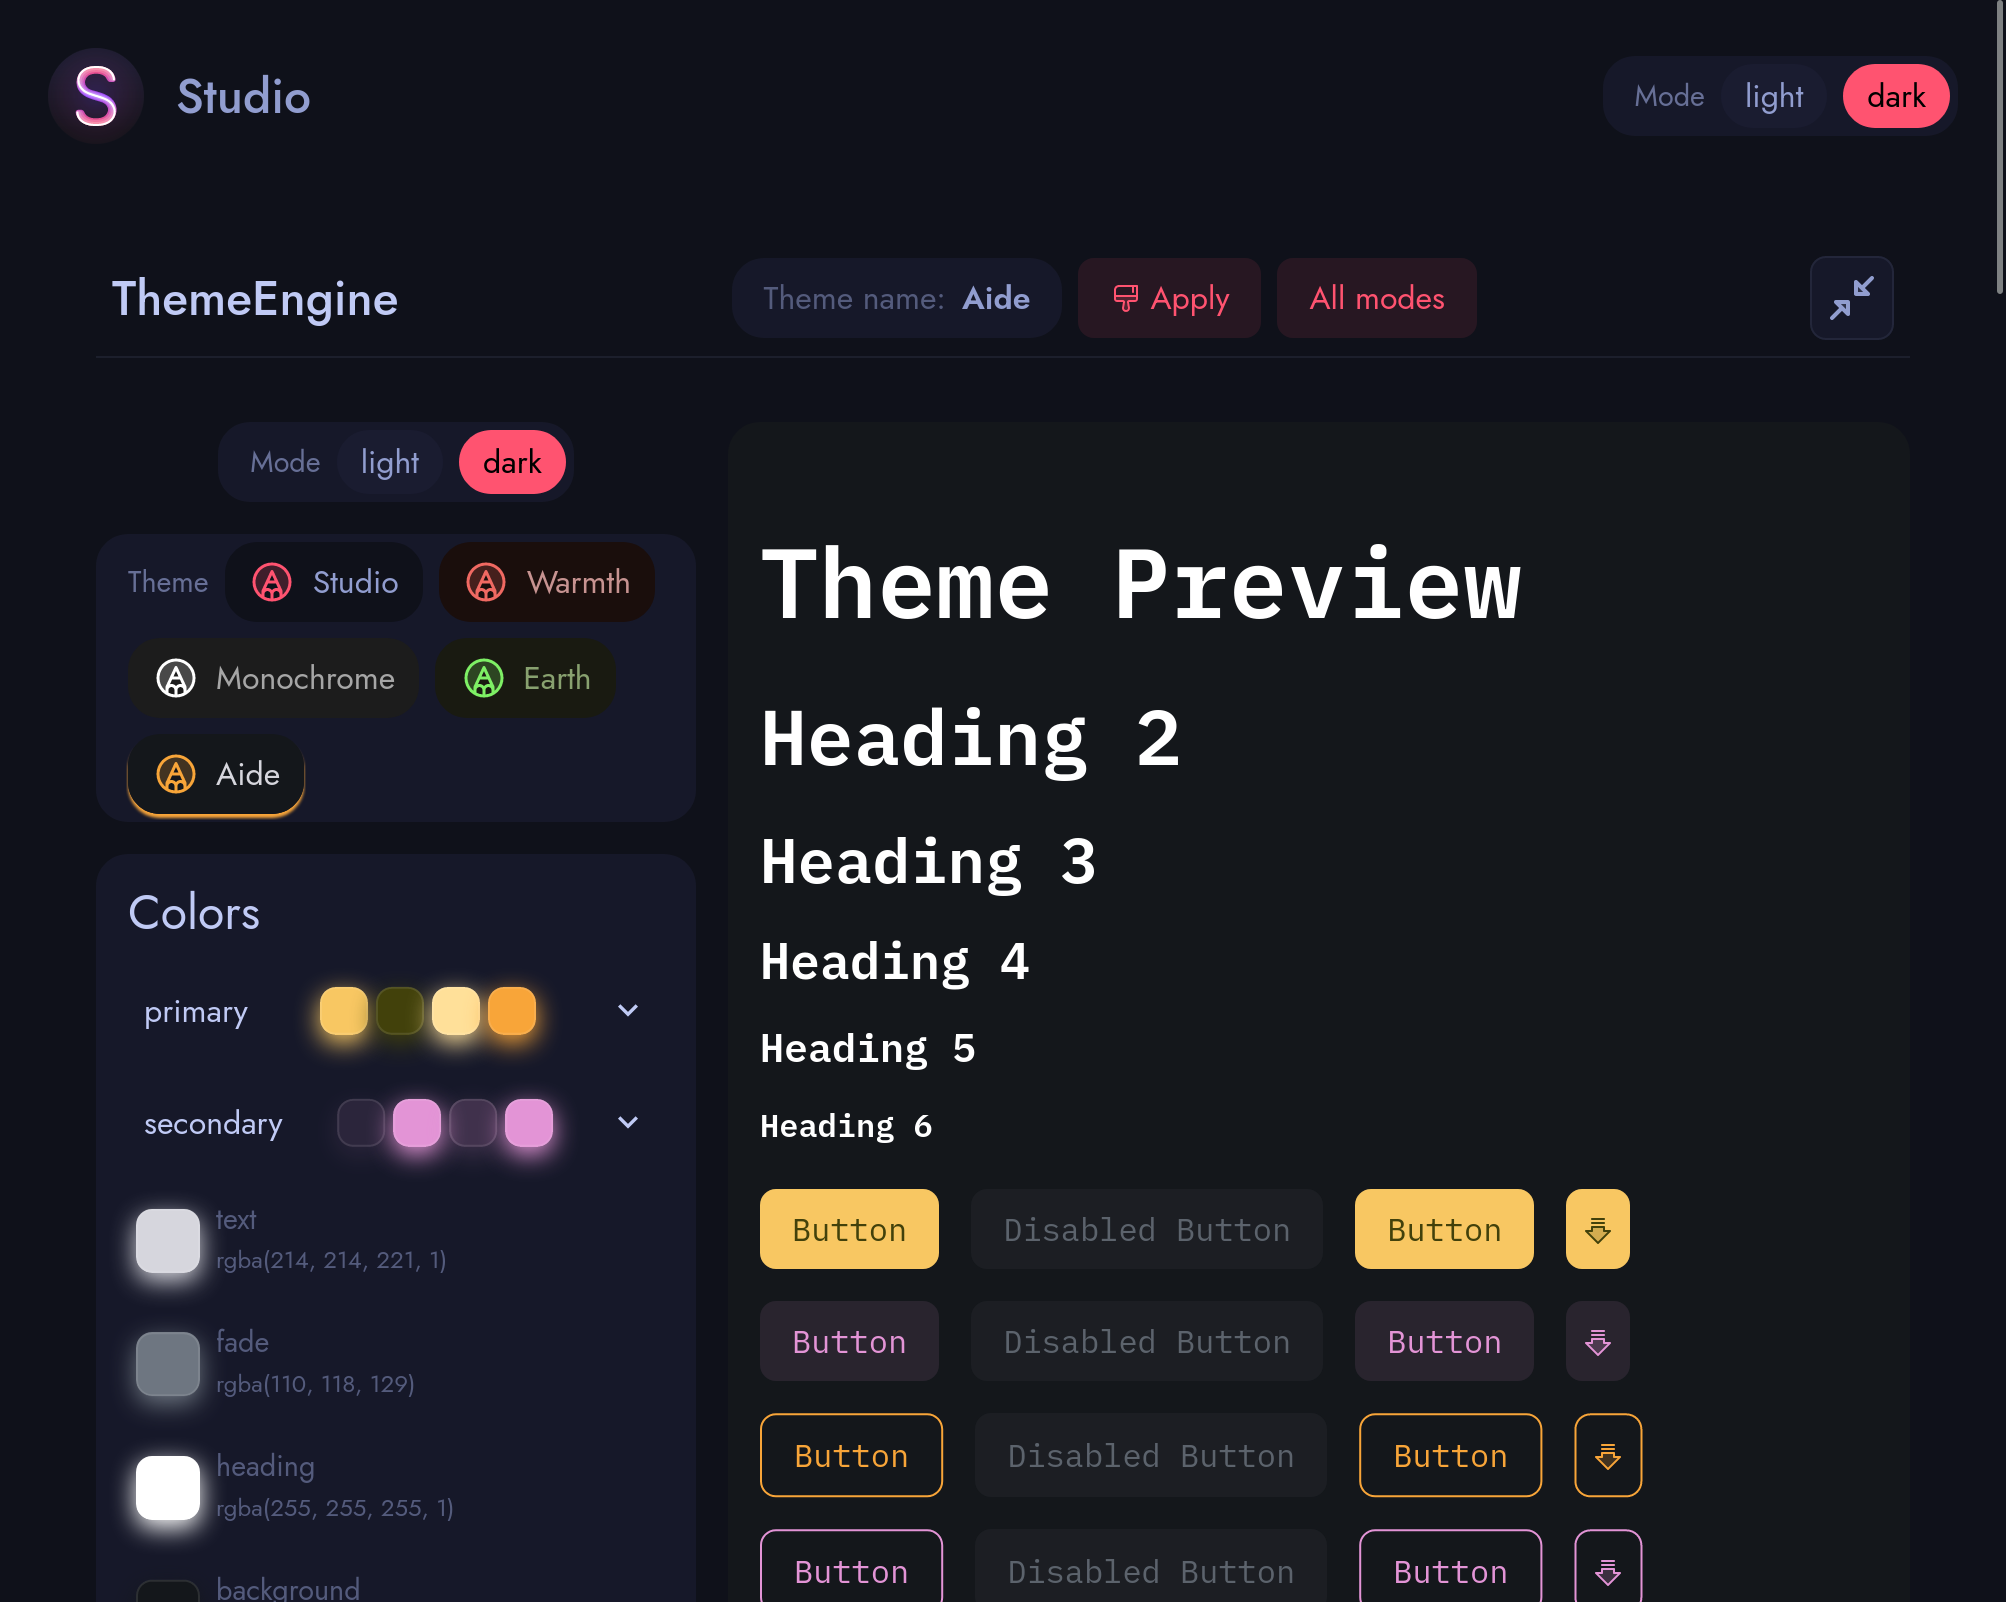 S Studio
Mode light dark
ThemeEngine
Theme name: Aide Apply All modes
Mode light dark
Theme Studio Warmth
Monochrome Earth
Aide
Colors
primary
secondary
text
rgba(214, 214, 221, 1)
fade
rgba(110, 118, 129)
heading
rgba(255, 255, 255, 1)
background
Theme Preview
Heading 2
Heading 3
Heading 4
Heading 5
Heading 6
Button Disabled Button Button
Button Disabled Button Button
Button Disabled Button Button
Button Disabled Button Button